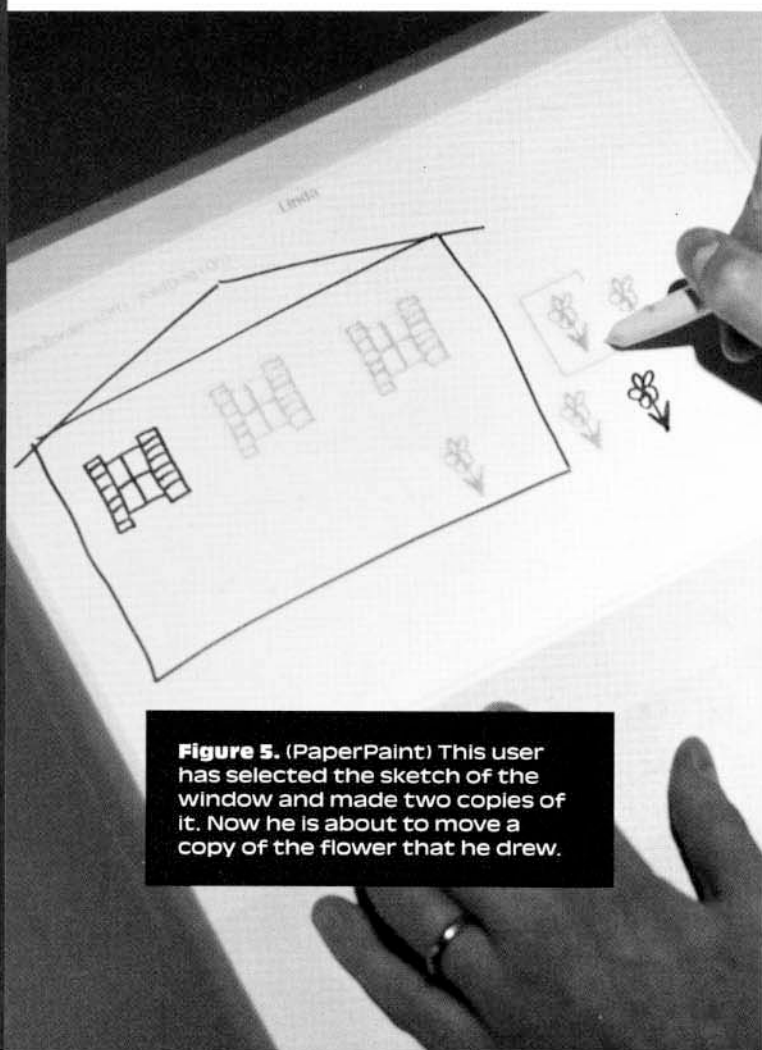 Linda
Figure 5. (PaperPaint) This user
has selected the sketch of the
window and made two copies of
it. Now he is about to move a
copy of the flower that he drew.